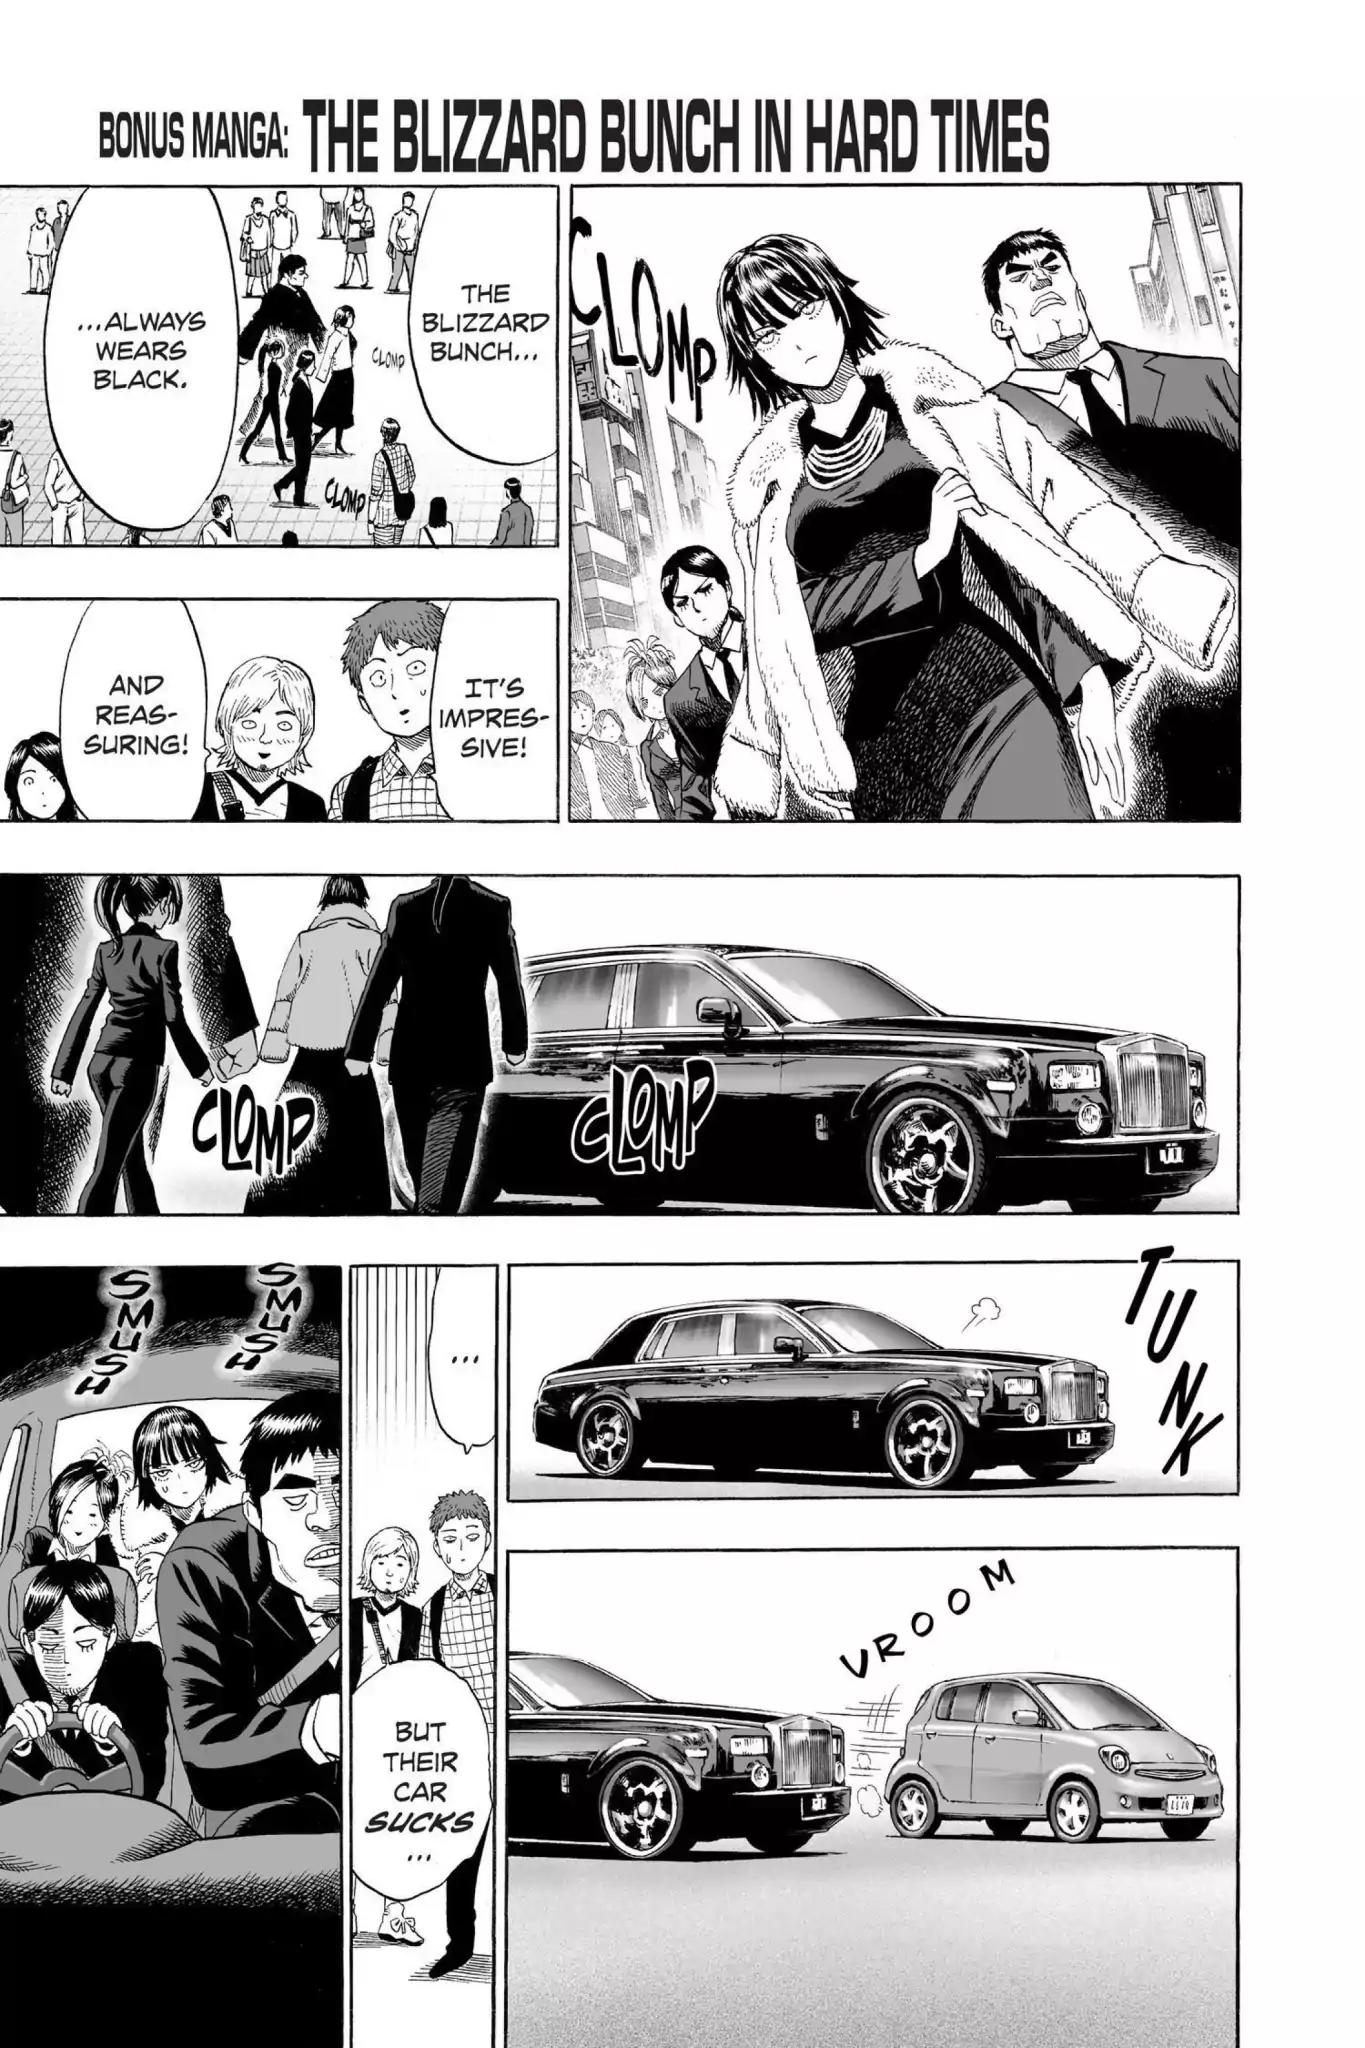 BONUS MANGA: THE BLIZZARD BUNCH IN HARD TIMES
CLOMP
CLOMP
THE
BLIZZARD
BUNCH...
CLOMP
CLOMP
...ALWAYS
WEARS
BLACK.
IT'S
IMPRES-
SIVE!
AND
REAS-
SURING!
CLOMP
CLOMP
TUNK
VROOM
...
BUT
THEIR
CAR
SUCKS
...
SMUSH
SMUSH